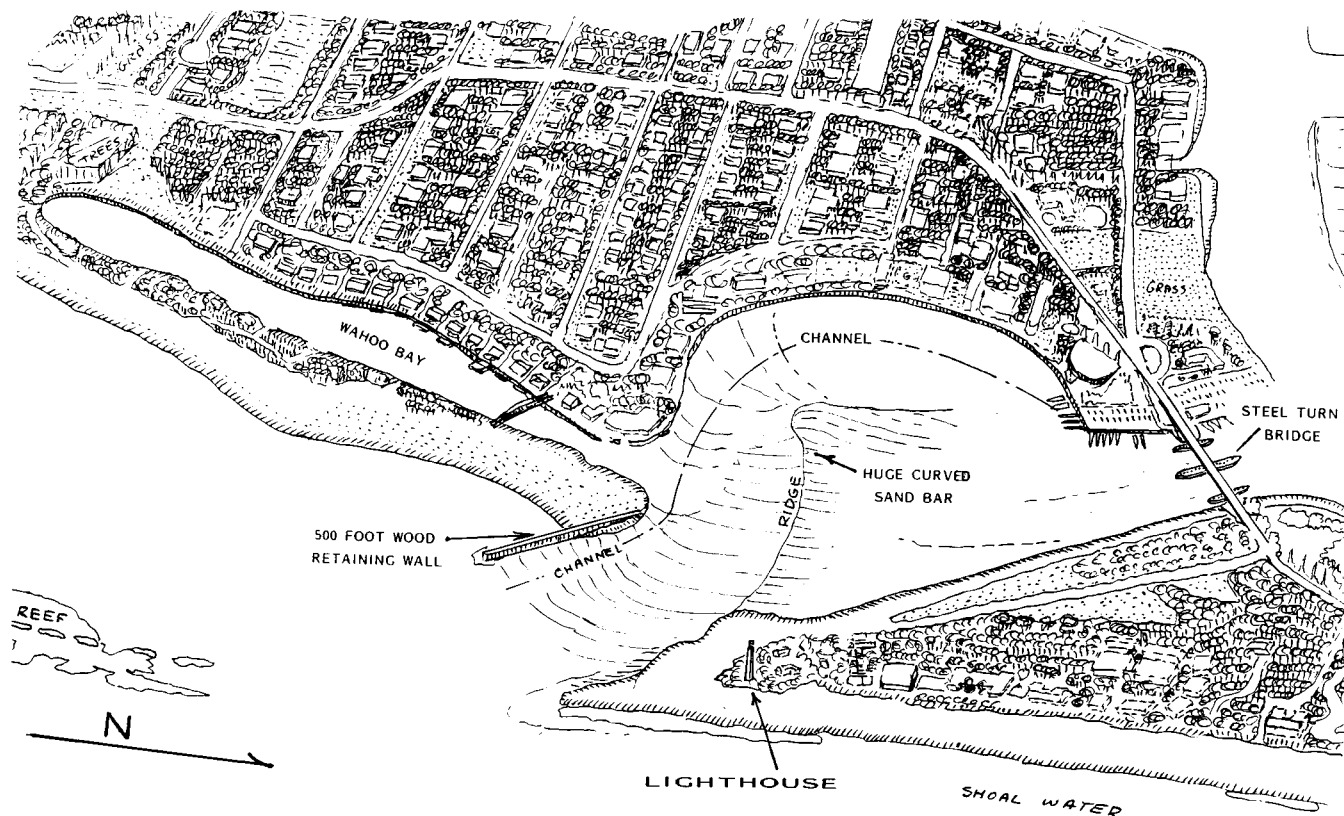 TREES
WAHOO BAY
CHANNEL
GRASS
STEEL TURN
BRIDGE
HUGE CURVED
SAND BAR
RIDGE
500 FOOT WOOD
RETAINING WALL
CHANNEL
REEF
N
LIGHTHOUSE
SHOAL WATER